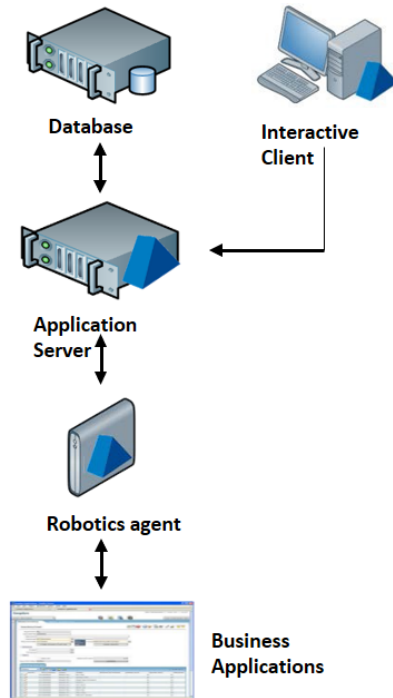 Database
Interactive
Client
Application
Server
Robotics agent
Business
Applications